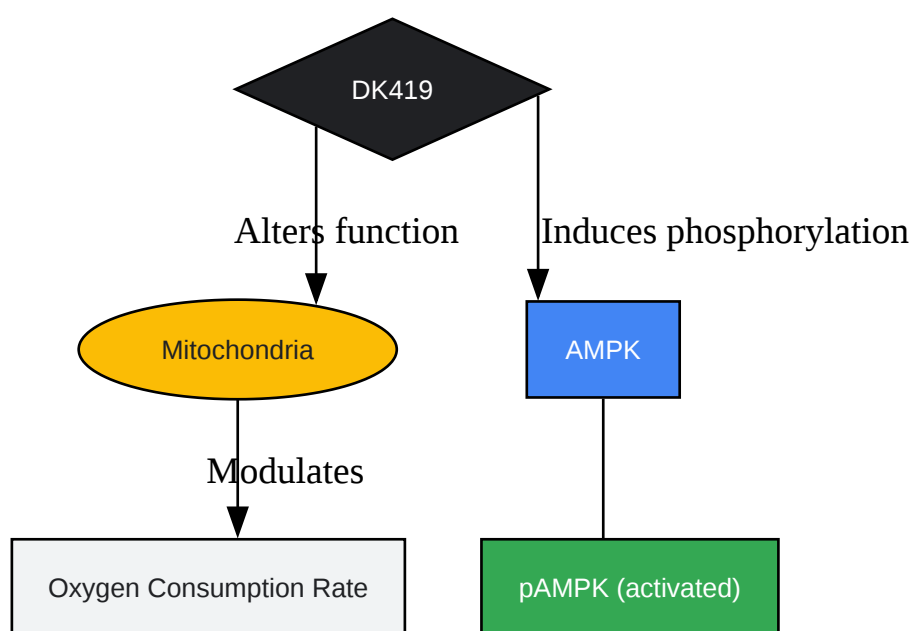 DK419
Alters function
Induces phosphorylation
Mitochondria
AMPK
Modulates
Oxygen Consumption Rate
pAMPK (activated)